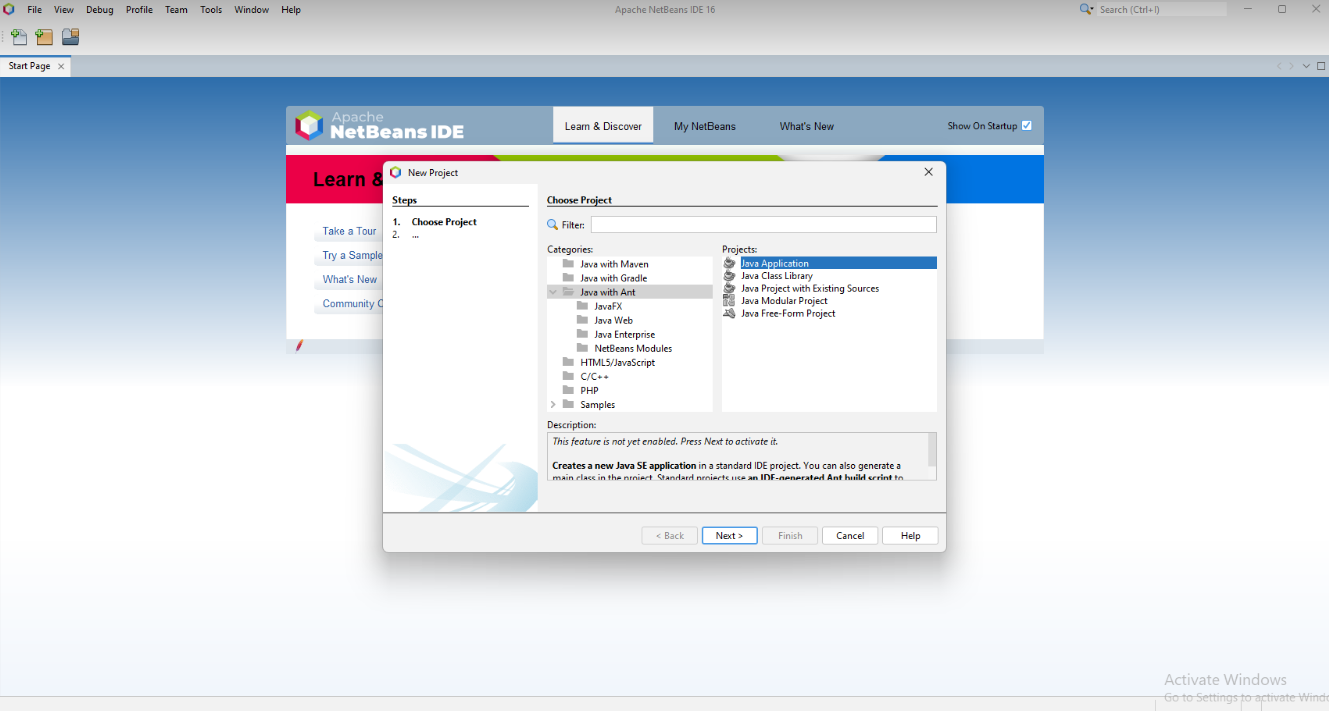 File View Debug Profile Team Tools Window Help
Apache NetBeans IDE 16
Search (Ctrl+I)
Start Page
Apache
NetBeans IDE
Learn & Discover
My NetBeans
What's New
Show On Startup
Learn &
Take a Tour
Try a Sample
What's New
Community
New Project
Steps
1. Choose Project
2. ...
Choose Project
Filter:
Categories:
Java with Maven
Java with Gradle
Java with Ant
JavaFX
Java Web
Java Enterprise
NetBeans Modules
HTML5/JavaScript
C/C++
PHP
Samples
Projects:
Java Application
Java Class Library
Java Project with Existing Sources
Java Modular Project
Java Free-Form Project
Description:
This feature is not yet enabled. Press Next to activate it.
Creates a new Java SE application in a standard IDE project. You can also generate a
main class in the project. Standard projects use an IDE-generated Ant build script to
< Back
Next >
Finish
Cancel
Help
Activate Windows
Go to Settings to activate Windo